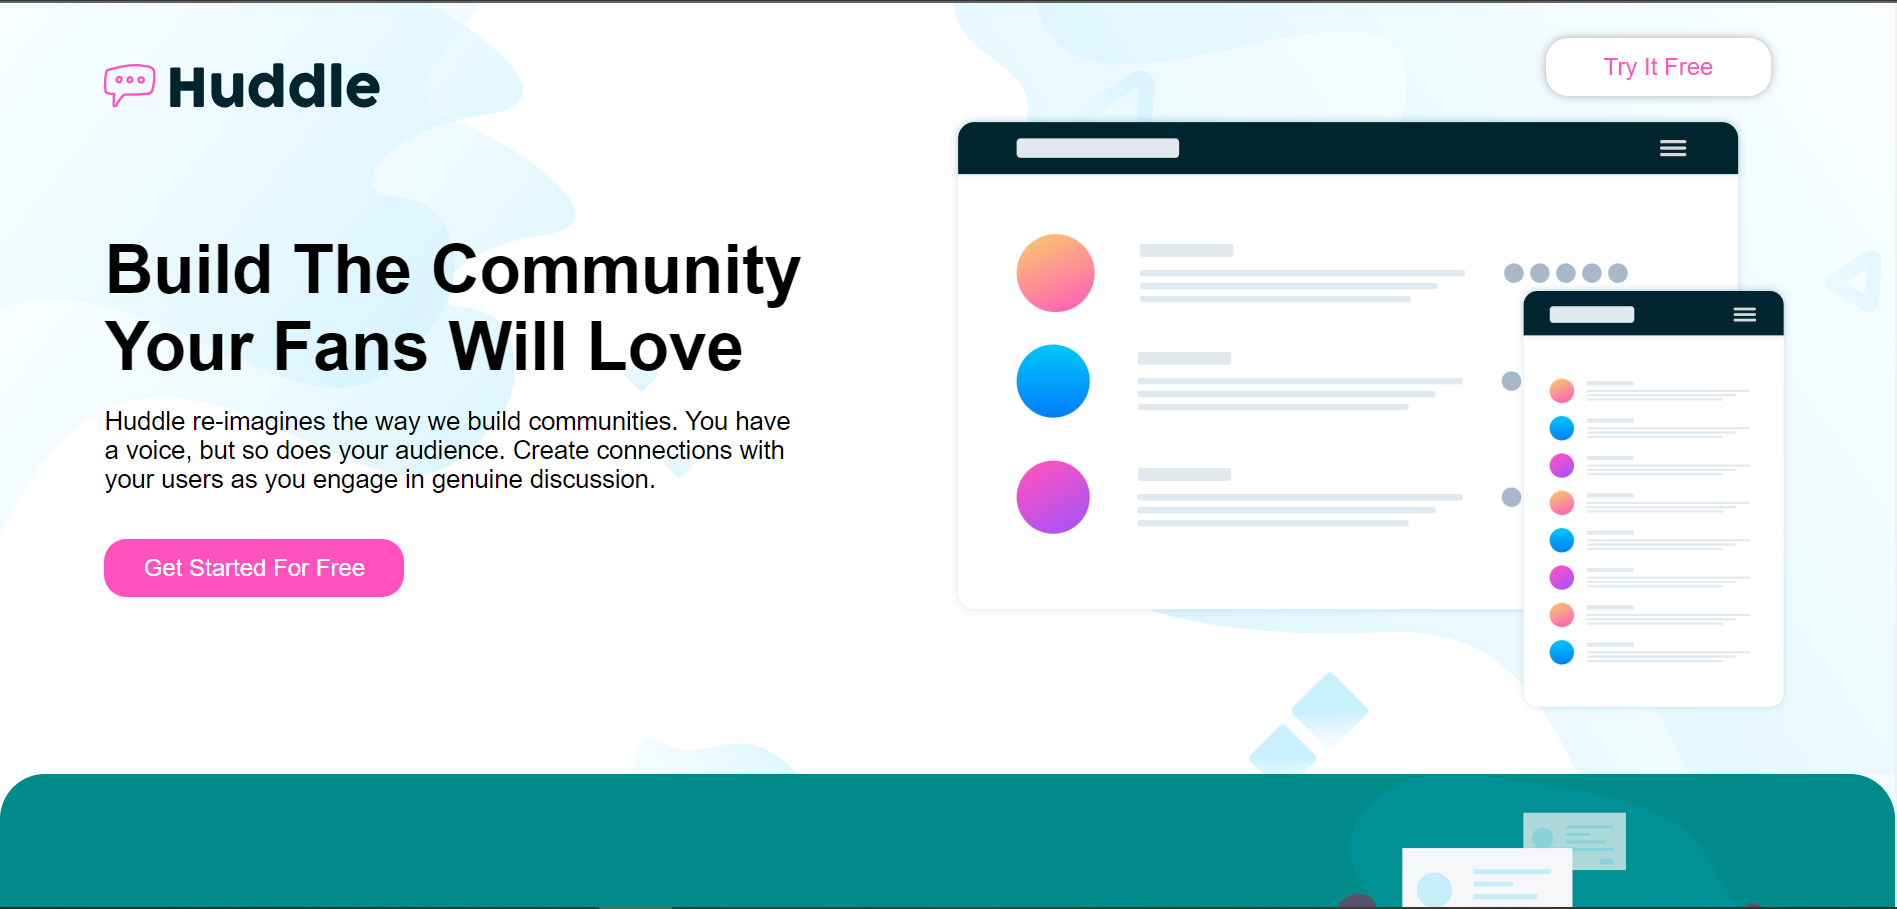 Huddle
Try It Free
Build The Community
Your Fans Will Love
Huddle re-imagines the way we build communities. You have
a voice, but so does your audience. Create connections with
your users as you engage in genuine discussion.
Get Started For Free